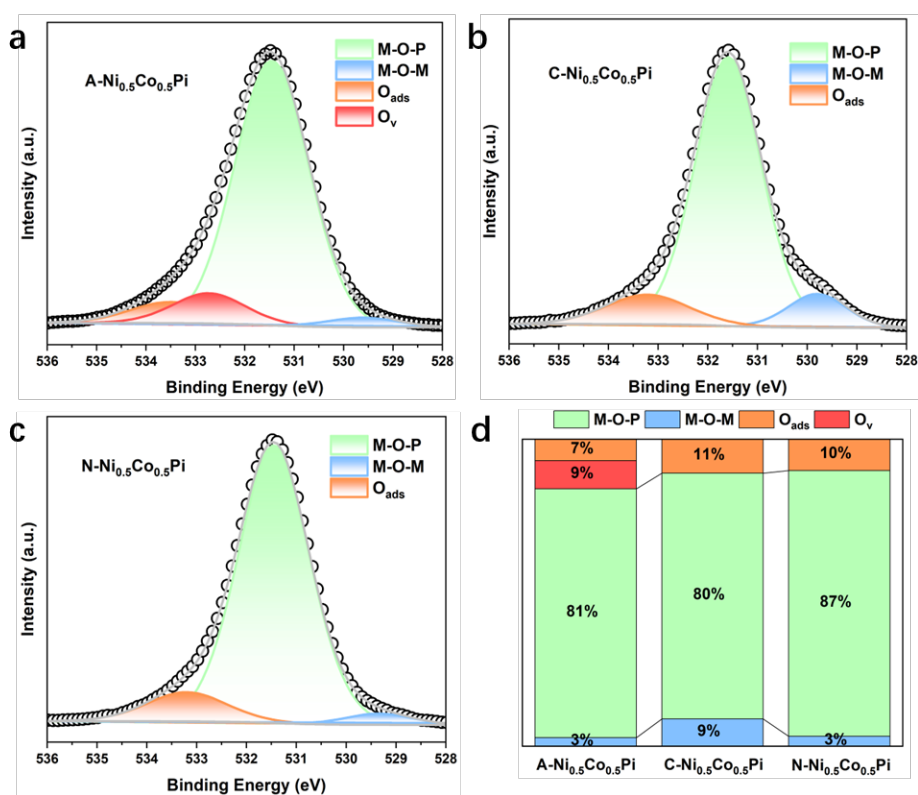 a
A-Ni0.5Co0.5Pi
M-O-P
M-O-M
Oads
Ov
Intensity (a.u.)
536 535 534 533 532 531 530 529 528
Binding Energy (eV)
b
C-Ni0.5Co0.5Pi
M-O-P
M-O-M
Oads
Intensity (a.u.)
536 535 534 533 532 531 530 529 528
Binding Energy (eV)
c
N-Ni0.5Co0.5Pi
M-O-P
M-O-M
Oads
Intensity (a.u.)
536 535 534 533 532 531 530 529 528
Binding Energy (eV)
d
M-O-P M-O-M Oads Ov
7% 11% 10%
9%
81% 80% 87%
3% 9% 3%
A-Ni0.5Co0.5Pi C-Ni0.5Co0.5Pi N-Ni0.5Co0.5Pi